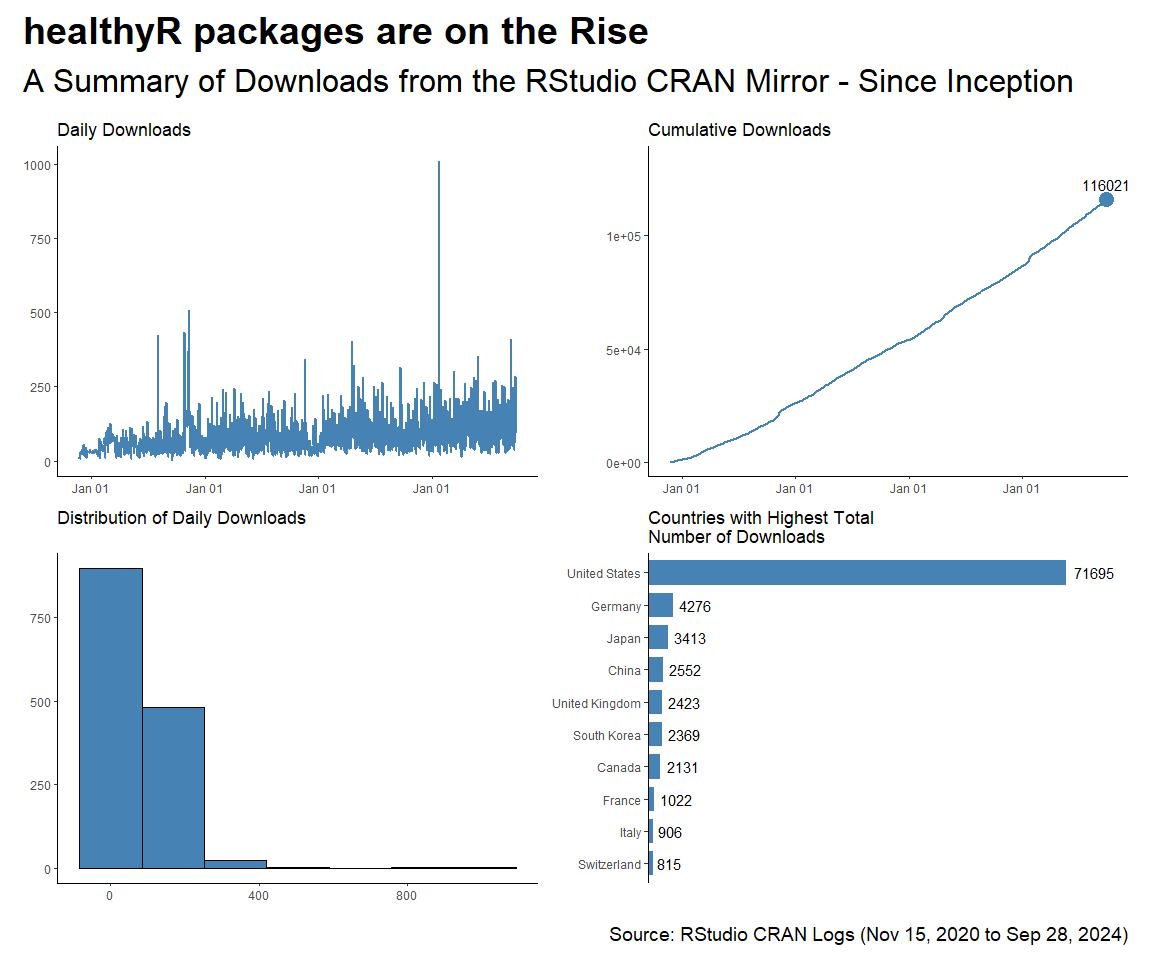 healthyR packages are on the Rise
A Summary of Downloads from the RStudio CRAN Mirror - Since Inception
Daily Downloads
1000
750
500
250
0
Jan 01 Jan 01 Jan 01 Jan 01
Cumulative Downloads
116021
1e+05
5e+04
0e+00
Jan 01 Jan 01 Jan 01 Jan 01
Distribution of Daily Downloads
750
500
250
0
0 400 800
Countries with Highest Total
Number of Downloads
United States 71695
Germany 4276
Japan 3413
China 2552
United Kingdom 2423
South Korea 2369
Canada 2131
France 1022
Italy 906
Switzerland 815
Source: RStudio CRAN Logs (Nov 15, 2020 to Sep 28, 2024)